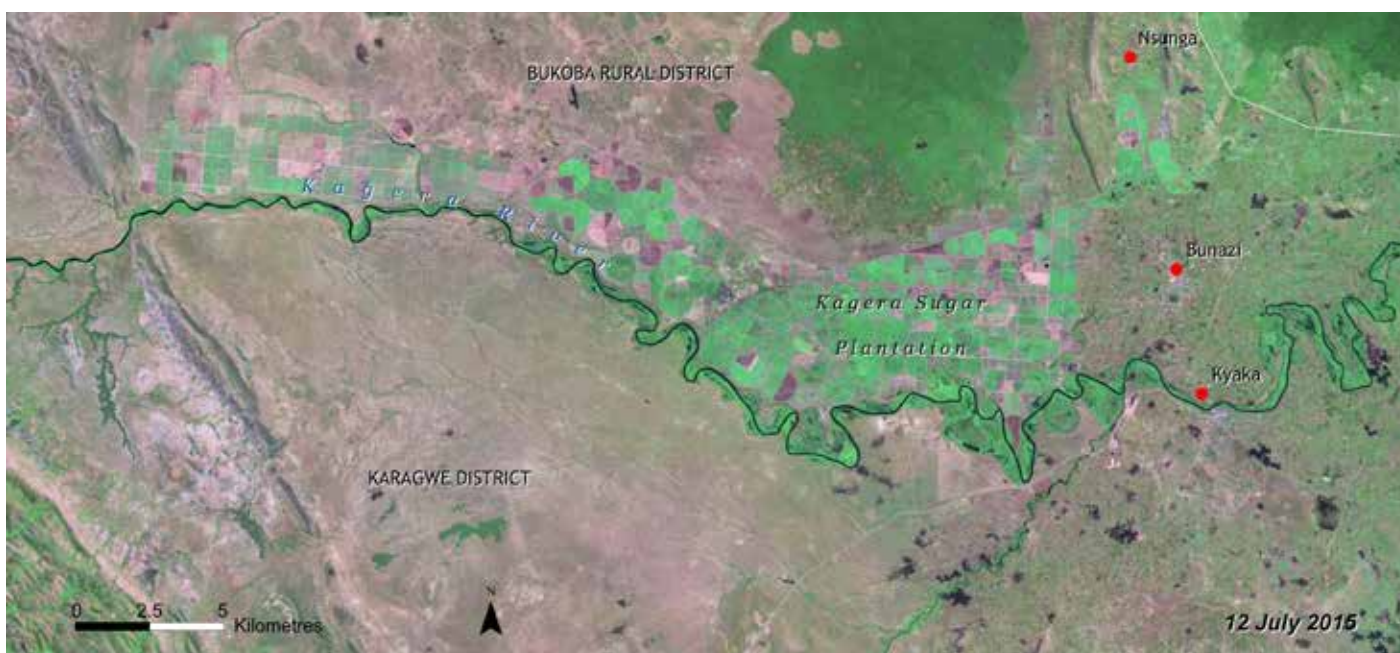 Nsunga
BUKOBA RURAL DISTRICT
Kagera River
Bunazi
Kagera Sugar
Plantation
Kyaka
KARAGWE DISTRICT
N
0 2.5 5
Kilometres
12 July 2015